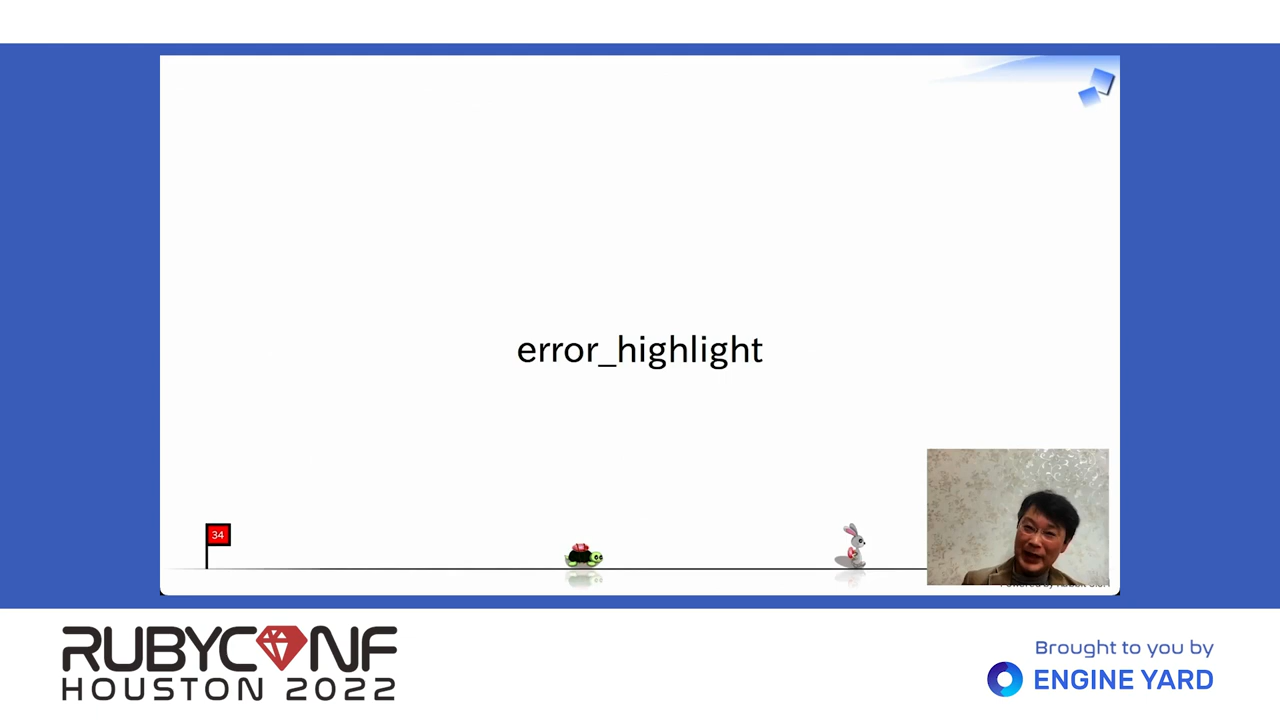 error_highlight
34
RUBYCONF
HOUSTON 2022
Brought to you by
ENGINE YARD